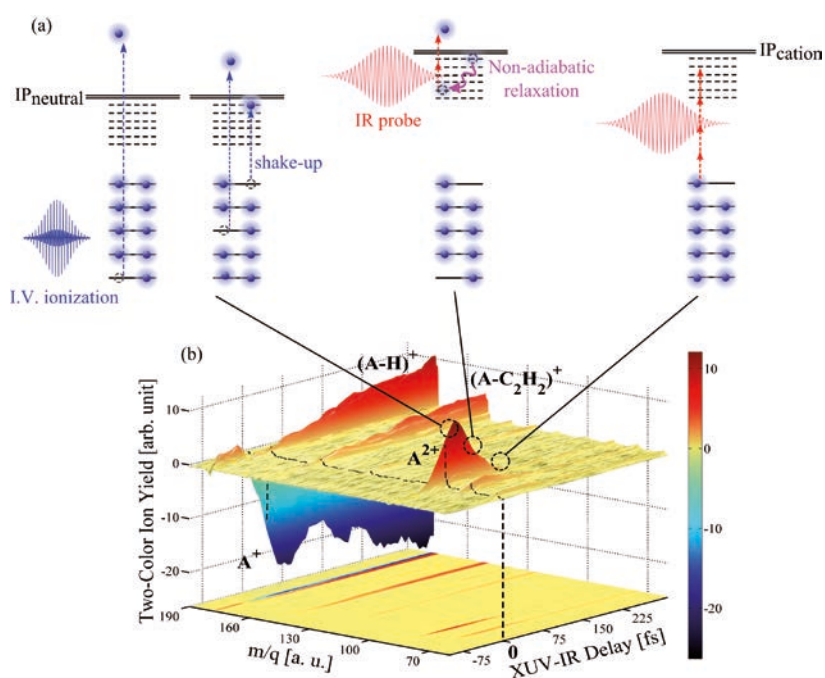 (a)
IPneutral
shake-up
I.V. ionization
IR probe
Non-adiabatic
relaxation
IPcation
(b)
(A-H)+
(A-C2H2)+
A2+
A+
Two-Color Ion Yield [arb. unit]
10
0
-10
-20
190
160
130
100
70
m/q [a. u.]
-75
0
75
150
225
XUV-IR Delay [fs]
10
0
-10
-20